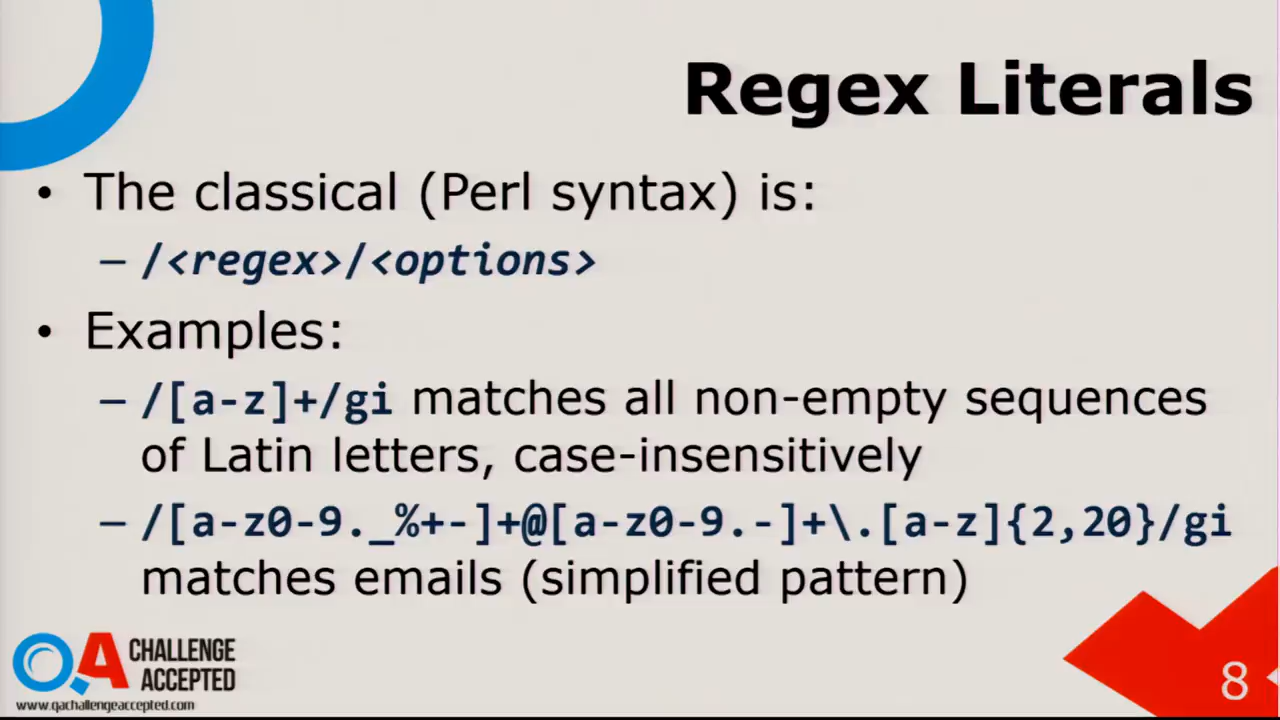 Regex Literals
• The classical (Perl syntax) is:
– /<regex>/<options>
• Examples:
– /[a-z]+/gi matches all non-empty sequences
of Latin letters, case-insensitively
– /[a-z0-9._%+-]+@[a-z0-9.-]+\.[a-z]{2,20}/gi
matches emails (simplified pattern)
QA CHALLENGE
ACCEPTED
www.qachallengeaccepted.com
8